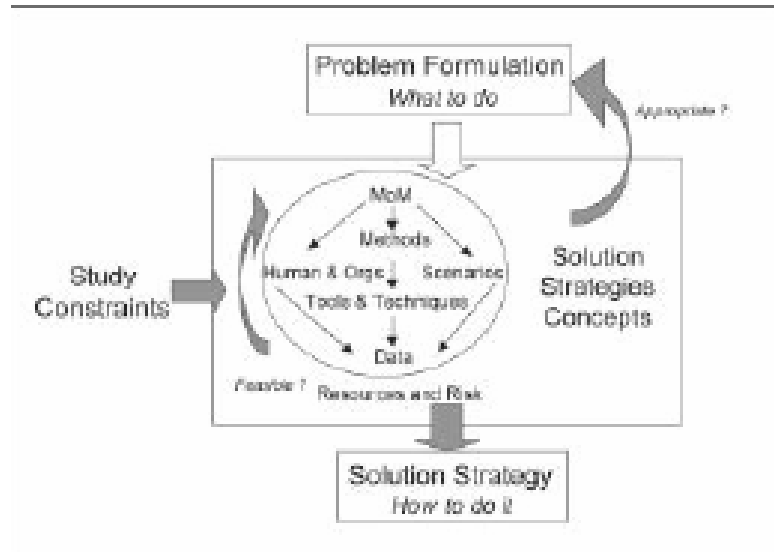 Problem Formulation
What to do
Appropriate ?
MoM
Methods
Human & Orgs
Scenarios
Tools & Techniques
Data
Feasible ?
Resources and Risk
Study
Constraints
Solution
Strategies
Concepts
Solution Strategy
How to do it